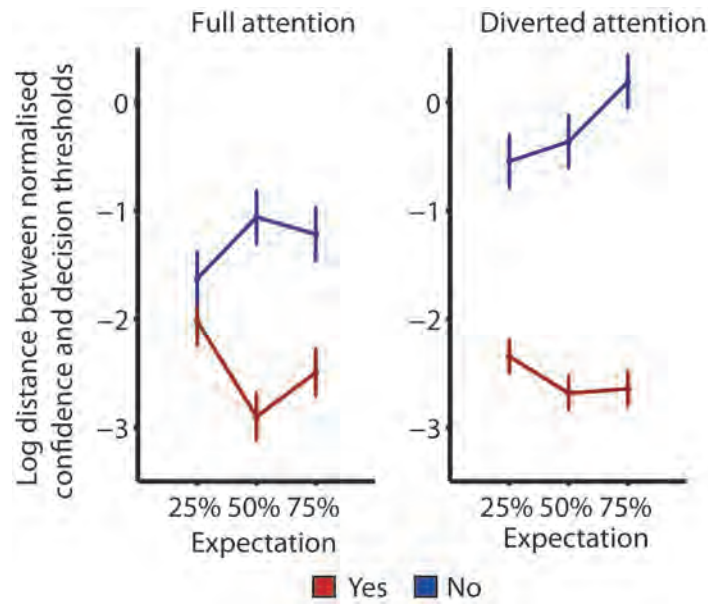 Full attention
Diverted attention
Log distance between normalised
confidence and decision thresholds
0
−1
−2
−3
25% 50% 75%
Expectation
0
−1
−2
−3
25% 50% 75%
Expectation
Yes No